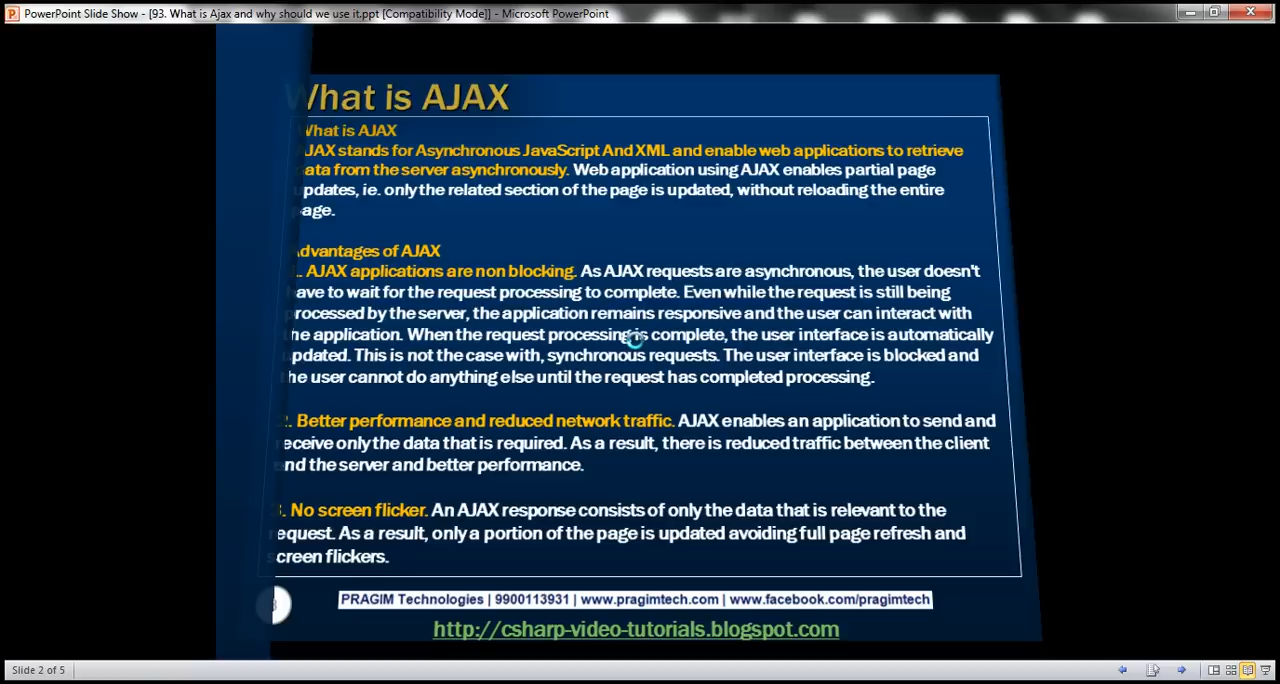 PowerPoint Slide Show - [93. What is Ajax and why should we use it.ppt [Compatibility Mode]] - Microsoft PowerPoint
What is AJAX
What is AJAX
AJAX stands for Asynchronous JavaScript And XML and enable web applications to retrieve
data from the server asynchronously. Web application using AJAX enables partial page
updates, ie. only the related section of the page is updated, without reloading the entire
page.
Advantages of AJAX
1. AJAX applications are non blocking. As AJAX requests are asynchronous, the user doesn't
have to wait for the request processing to complete. Even while the request is still being
processed by the server, the application remains responsive and the user can interact with
the application. When the request processing is complete, the user interface is automatically
updated. This is not the case with, synchronous requests. The user interface is blocked and
the user cannot do anything else until the request has completed processing.
2. Better performance and reduced network traffic. AJAX enables an application to send and
receive only the data that is required. As a result, there is reduced traffic between the client
and the server and better performance.
3. No screen flicker. An AJAX response consists of only the data that is relevant to the
request. As a result, only a portion of the page is updated avoiding full page refresh and
screen flickers.
PRAGIM Technologies | 9900113931 | www.pragimtech.com | www.facebook.com/pragimtech
http://csharp-video-tutorials.blogspot.com
Slide 2 of 5